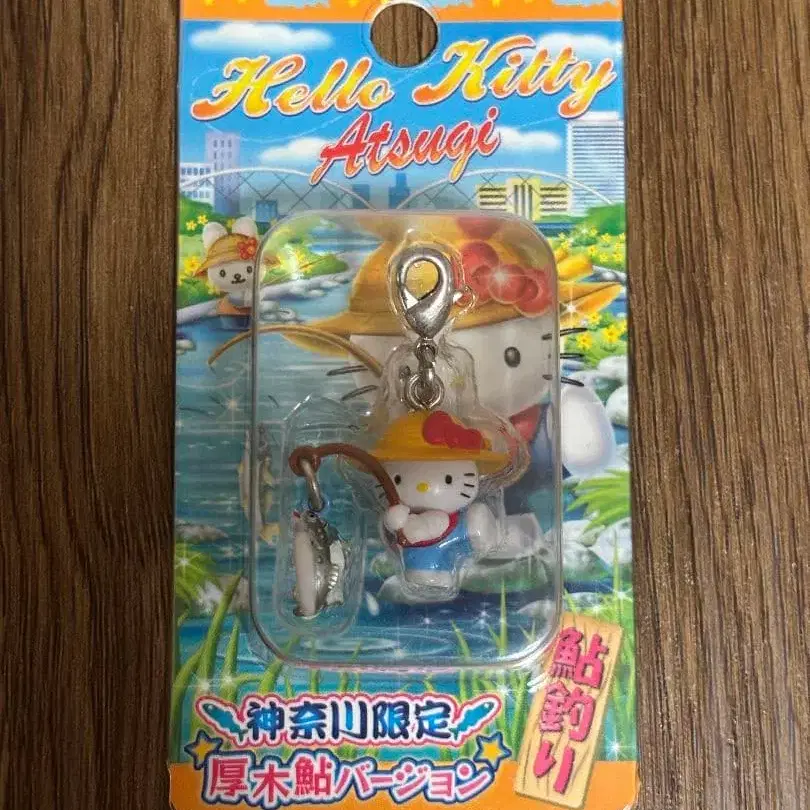 Hello Kitty
Atsugi
鮎釣り
神奈川限定
厚木鮎バージョン